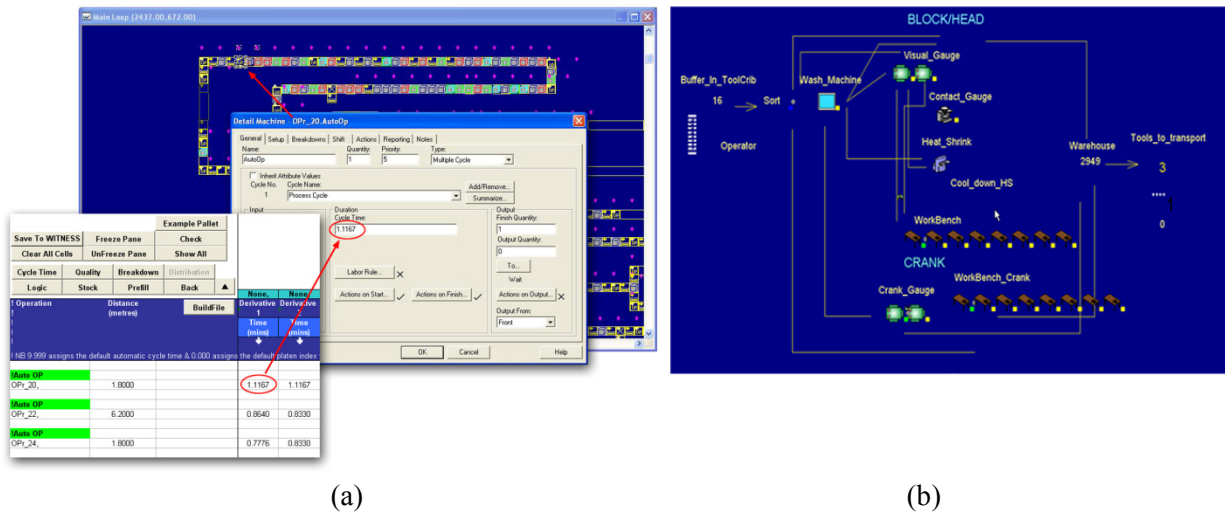 Main Loop (2437.00,672.00)
Detail Machine - OPr_20.AutoOp
General Setup Breakdowns Shift Actions Reporting Notes
Name: Quantity: Priority: Type:
AutoOp 1 5 Multiple Cycle
Inherit Attribute Values
Cycle No. Cycle Name:
1 Process Cycle
Add/Remove...
Summarize...
Input Duration Output
Cycle Time: Finish Quantity:
1.1167 1
Output Quantity:
0
Labor Rule... To...
Wait
Actions on Start... Actions on Finish... Actions on Output...
Output From:
Front
OK Cancel Help
Example Pallet
Save To WITNESS Freeze Pane Check
Clear All Cells UnFreeze Pane Show All
Cycle Time Quality Breakdown Distribution
Logic Stock Prefill Back
None, None,
! Operation Distance BuildFile Derivative Derivative
(metres) 1
Time Time
(mins) (mins)
! NB 9.999 assigns the default automatic cycle time & 0.000 assigns the default platen index
!Auto OP
OPr_20, 1.8000 1.1167 1.1167
!Auto OP
OPr_22, 6.2000 0.8640 0.8330
!Auto OP
OPr_24, 1.8000 0.7776 0.8330
(a)
BLOCK/HEAD
Visual_Gauge
Buffer_In_ToolCrib Wash_Machine
16 Sort
Contact_Gauge
Operator
Heat_Shrink
Warehouse Tools_to_transport
2949 3
Cool_down_HS
0
WorkBench
CRANK
WorkBench_Crank
Crank_Gauge
(b)